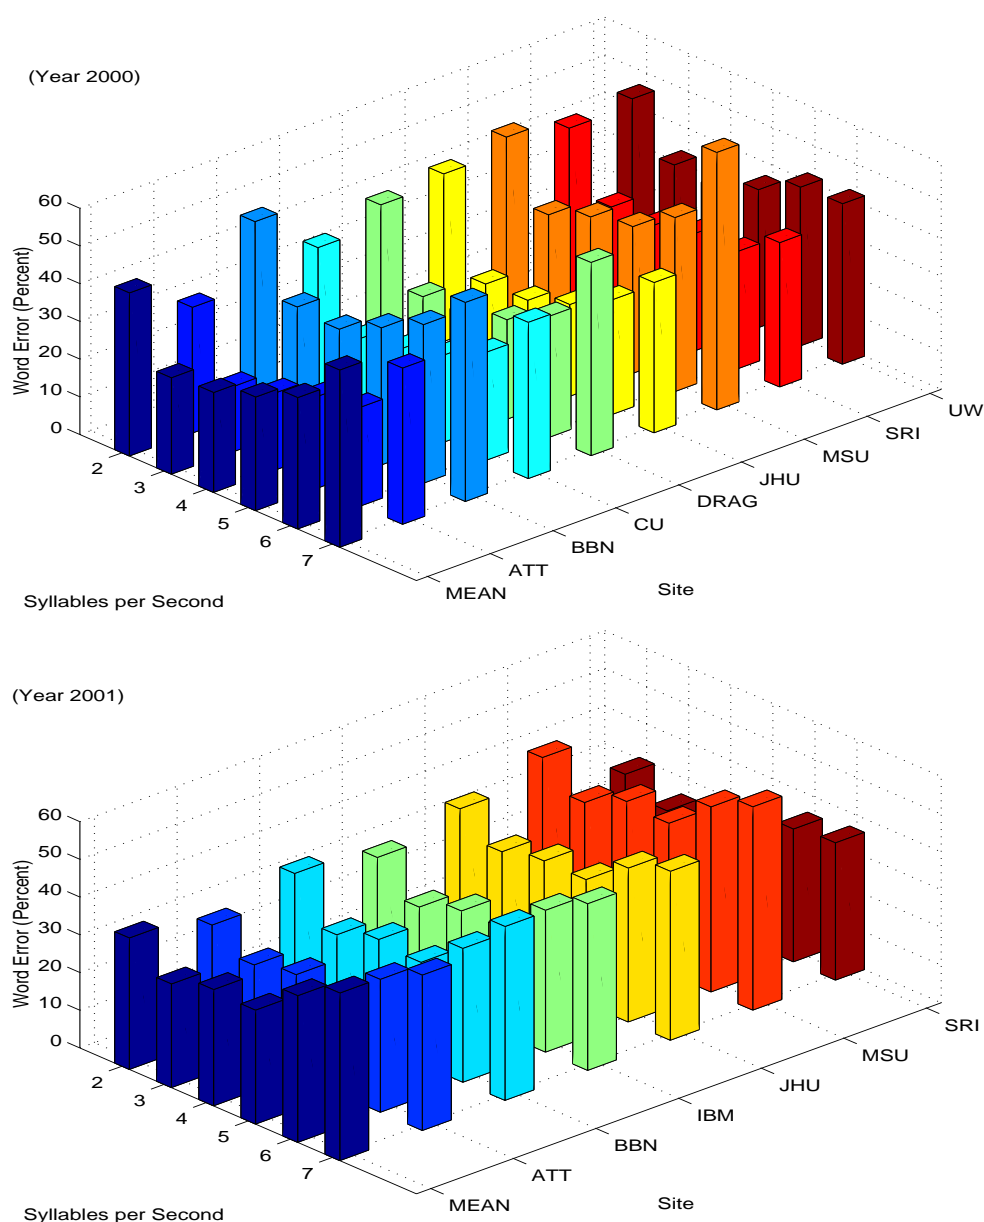 (Year 2000)
Word Error (Percent)
60
50
40
30
20
10
0
2
3
4
5
6
7
Syllables per Second
MEAN
ATT
BBN
CU
DRAG
JHU
MSU
SRI
UW
Site
(Year 2001)
Word Error (Percent)
60
50
40
30
20
10
0
2
3
4
5
6
7
Syllables per Second
MEAN
ATT
BBN
IBM
JHU
MSU
SRI
Site